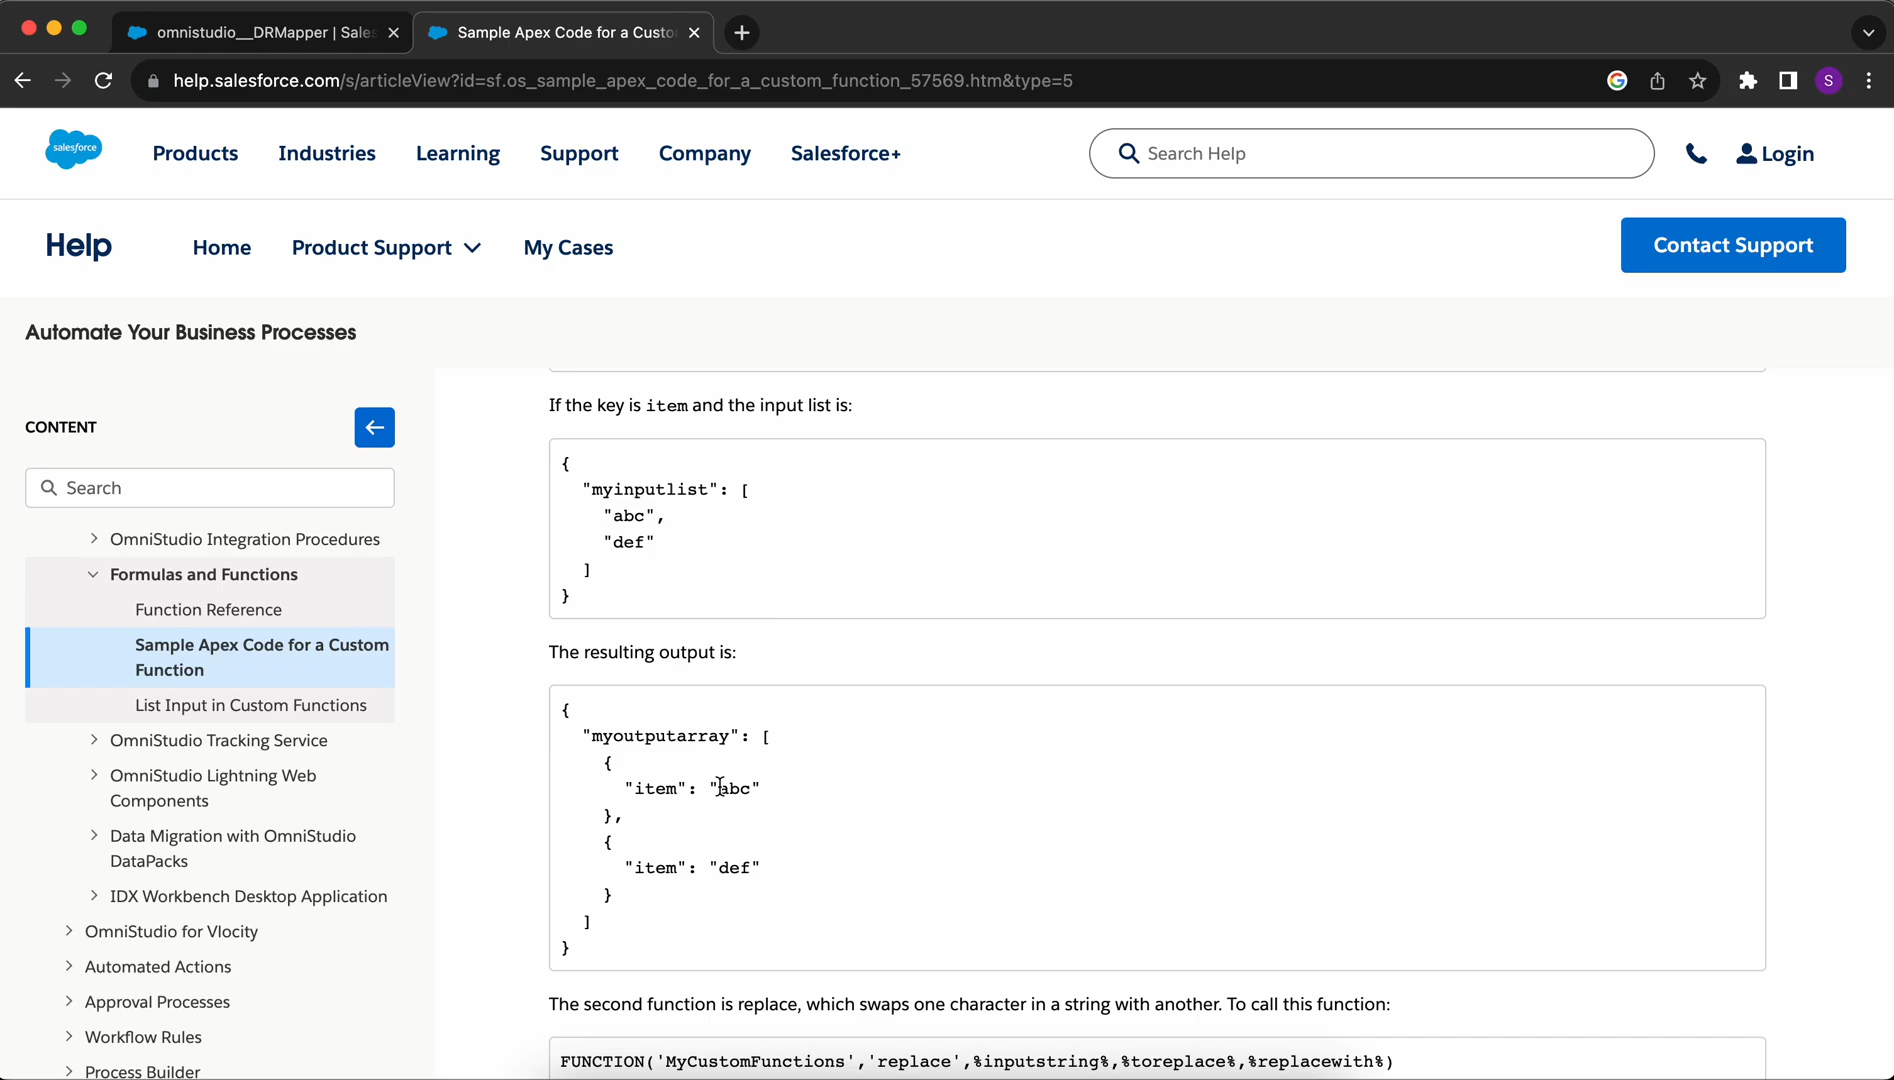 omnistudio__DRMapper | Sales
Sample Apex Code for a Custo
help.salesforce.com/s/articleView?id=sf.os_sample_apex_code_for_a_custom_function_57569.htm&type=5
S
salesforce
Products
Industries
Learning
Support
Company
Salesforce+
Search Help
Login
Help
Home
Product Support
My Cases
Contact Support
Automate Your Business Processes
CONTENT
Search
OmniStudio Integration Procedures
Formulas and Functions
Function Reference
Sample Apex Code for a Custom
Function
List Input in Custom Functions
OmniStudio Tracking Service
OmniStudio Lightning Web
Components
Data Migration with OmniStudio
DataPacks
IDX Workbench Desktop Application
OmniStudio for Vlocity
Automated Actions
Approval Processes
Workflow Rules
Process Builder
If the key is item and the input list is:
{
"myinputlist": [
"abc",
"def"
]
}
The resulting output is:
{
"myoutputarray": [
{
"item": "abc"
},
{
"item": "def"
}
]
}
The second function is replace, which swaps one character in a string with another. To call this function:
FUNCTION('MyCustomFunctions','replace',%inputstring%,%toreplace%,%replacewith%)